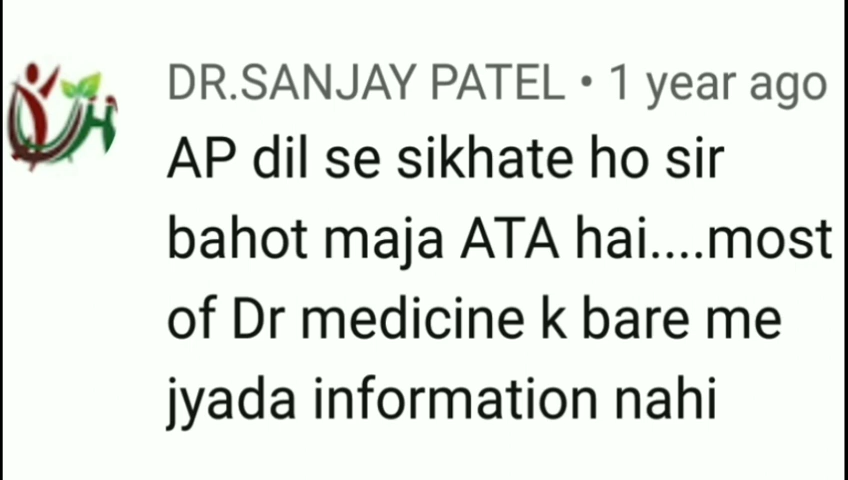 DR.SANJAY PATEL • 1 year ago
AP dil se sikhate ho sir
bahot maja ATA hai....most
of Dr medicine k bare me
jyada information nahi